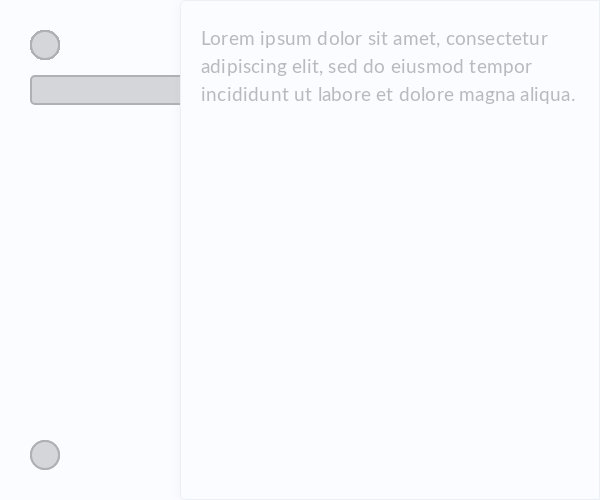 Lorem ipsum dolor sit amet, consectetur
adipiscing elit, sed do eiusmod tempor
incididunt ut labore et dolore magna aliqua.